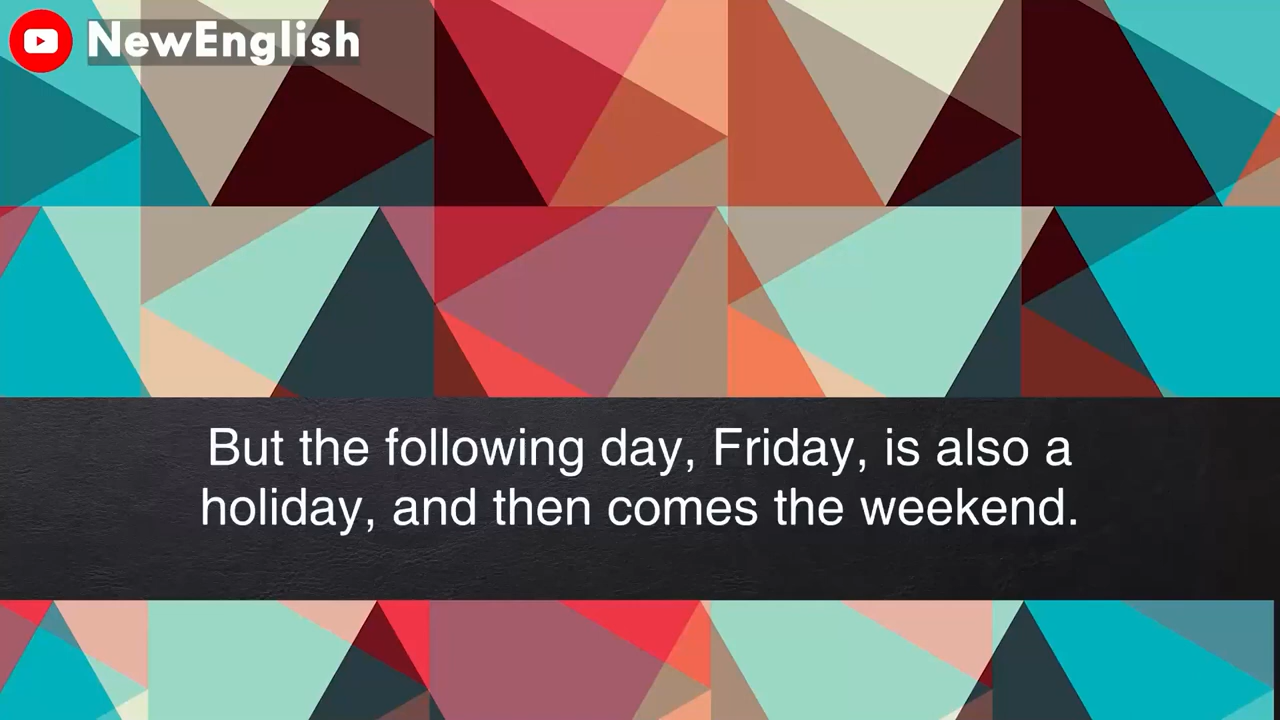 NewEnglish
But the following day, Friday, is also a
holiday, and then comes the weekend.